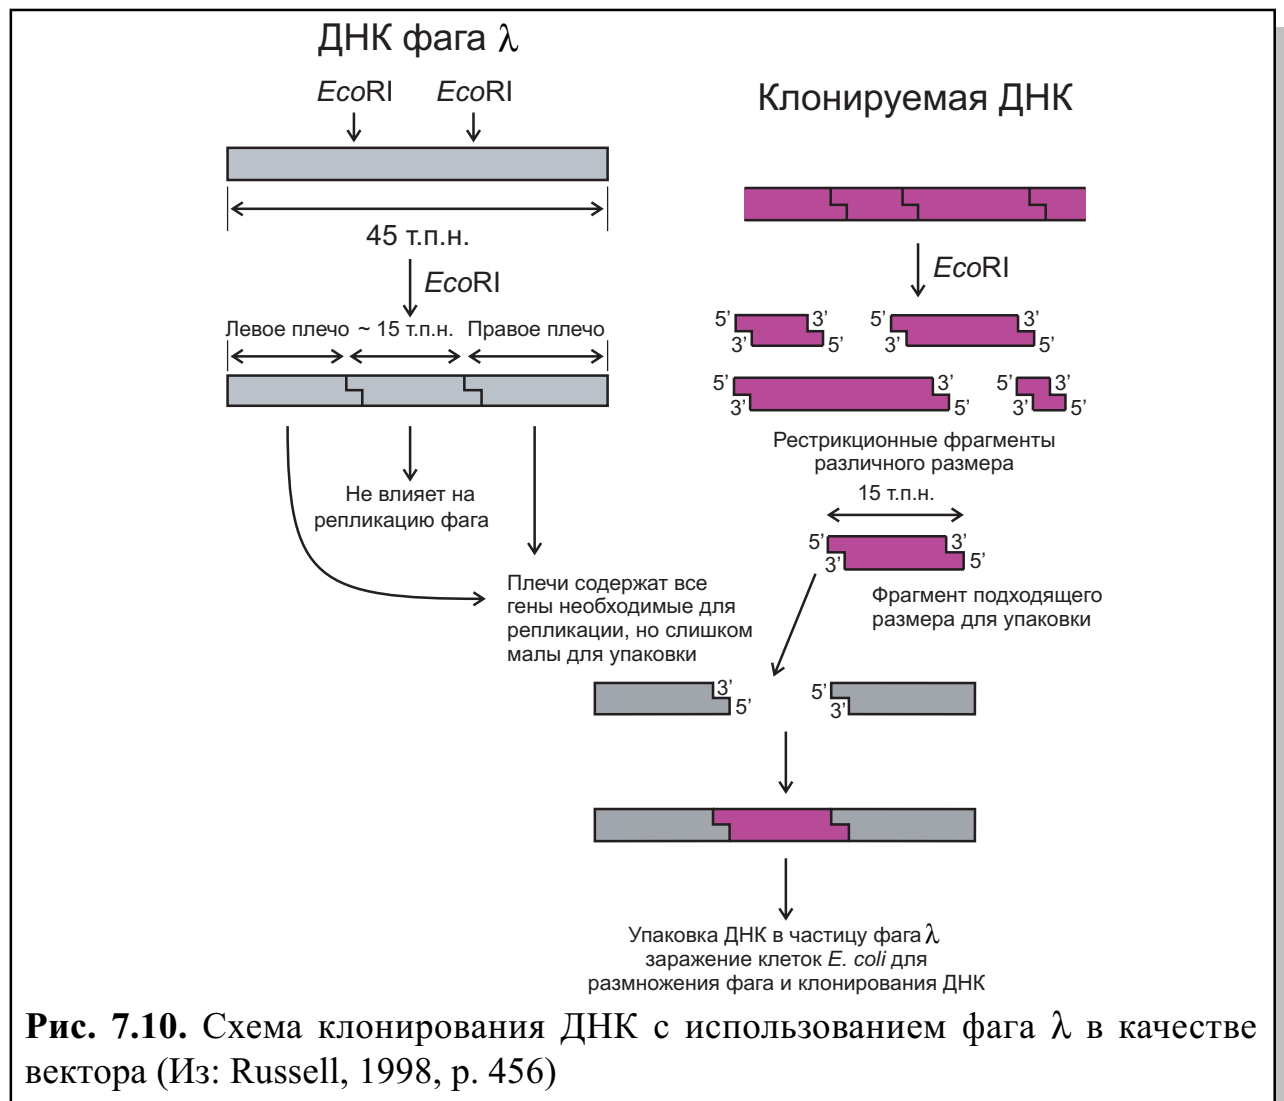 ДНК фага λ
EcoRI EcoRI
45 т.п.н.
EcoRI
Левое плечо ~ 15 т.п.н. Правое плечо
Не влияет на
репликацию фага
Плечи содержат все
гены необходимые для
репликации, но слишком
малы для упаковки
Клонируемая ДНК
EcoRI
5’ 3’ 5’ 3’
3’ 5’ 3’ 5’
5’ 3’ 5’ 3’
3’ 5’ 3’ 5’
Рестрикционные фрагменты
различного размера
15 т.п.н.
5’ 3’
3’ 5’
Фрагмент подходящего
размера для упаковки
3’ 5’
5’ 3’
Упаковка ДНК в частицу фага λ
заражение клеток E. coli для
размножения фага и клонирования ДНК
Рис. 7.10. Схема клонирования ДНК с использованием фага λ в качестве
вектора (Из: Russell, 1998, p. 456)